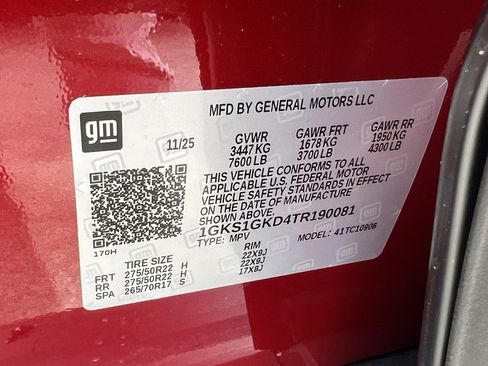 MFD BY GENERAL MOTORS LLC
gm
11/25 GVWR GAWR FRT GAWR RR
3447 KG 1678 KG 1950 KG
7600 LB 3700 LB 4300 LB
THIS VEHICLE CONFORMS TO ALL
APPLICABLE U.S. FEDERAL MOTOR
VEHICLE SAFETY STANDARDS IN EFFECT
ON THE DATE OF MANUFACTURE
SHOWN ABOVE.
1GKS1GKD4TR190081
170H TYPE: MPV MODEL: 41TC10906
TIRE SIZE RIM
FRT 275/50R22 H 22X9J
RR 275/50R22 H 22X9J
SPA 265/70R17 S 17X8J